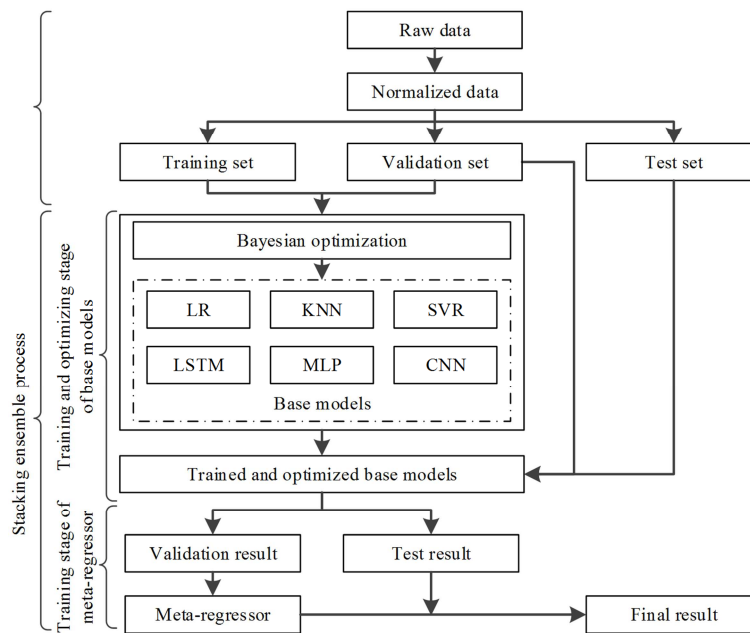 Raw data
Normalized data
Training set
Validation set
Test set
Stacking ensemble process
Training and optimizing stage
of base models
Bayesian optimization
LR
KNN
SVR
LSTM
MLP
CNN
Base models
Trained and optimized base models
Training stage of
meta-regressor
Validation result
Test result
Meta-regressor
Final result